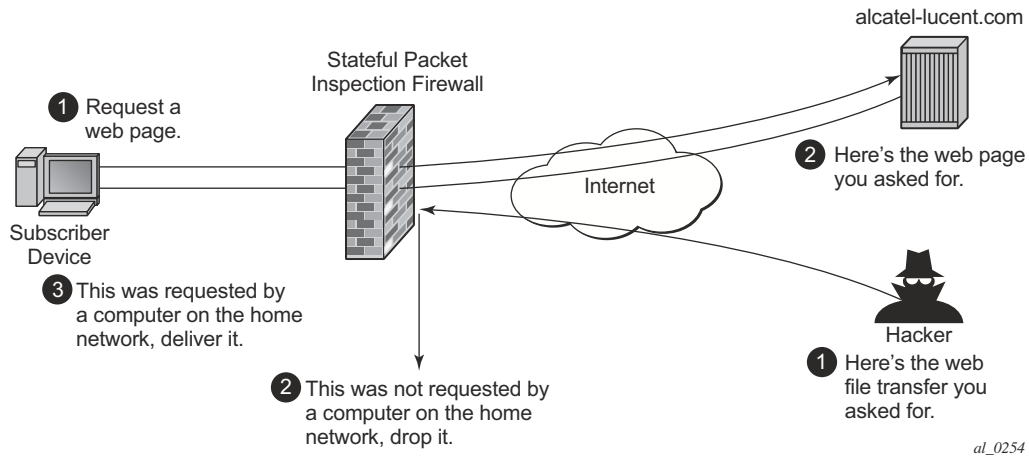 alcatel-lucent.com
Stateful Packet
Inspection Firewall
1 Request a
web page.
2 Here's the web page
you asked for.
Internet
Subscriber
Device
3 This was requested by
a computer on the home
network, deliver it.
Hacker
1 Here's the web
file transfer you
asked for.
2 This was not requested by
a computer on the home
network, drop it.
al_0254